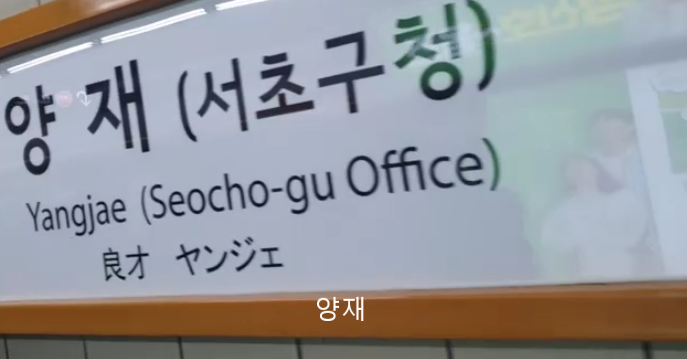 양재 (서초구청)
Yangjae (Seocho-gu Office)
良才 ヤンジェ
양재